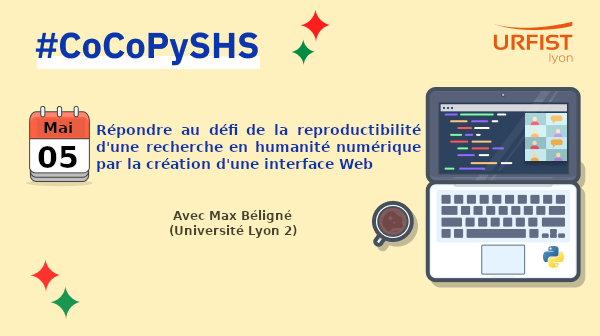 #CoCoPySHS
URFIST
lyon
Mai
05
Répondre au défi de la reproductibilité
d'une recherche en humanité numérique
par la création d'une interface Web
Avec Max Béligné
(Université Lyon 2)